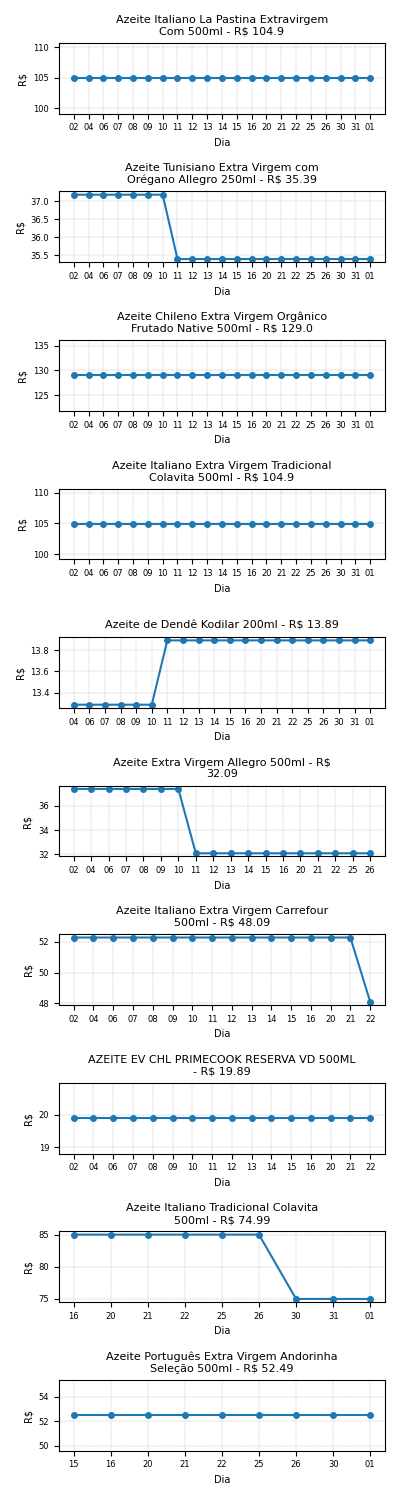 Azeite Italiano La Pastina Extravirgem
Com 500ml - R$ 104.9
110
105
100
R$
02 04 06 07 08 09 10 11 12 13 14 15 16 20 21 22 25 26 30 31 01
Dia
Azeite Tunisiano Extra Virgem com
Orégano Allegro 250ml - R$ 35.39
37.0
36.5
36.0
35.5
R$
02 04 06 07 08 09 10 11 12 13 14 15 16 20 21 22 25 26 30 31 01
Dia
Azeite Chileno Extra Virgem Orgânico
Frutado Native 500ml - R$ 129.0
135
130
125
R$
02 04 06 07 08 09 10 11 12 13 14 15 16 20 21 22 25 26 30 31 01
Dia
Azeite Italiano Extra Virgem Tradicional
Colavita 500ml - R$ 104.9
110
105
100
R$
02 04 06 07 08 09 10 11 12 13 14 15 16 20 21 22 25 26 30 31 01
Dia
Azeite de Dendê Kodilar 200ml - R$ 13.89
13.8
13.6
13.4
R$
04 06 07 08 09 10 11 12 13 14 15 16 20 21 22 25 26 30 31 01
Dia
Azeite Extra Virgem Allegro 500ml - R$
32.09
36
34
32
R$
02 04 06 07 08 09 10 11 12 13 14 15 16 20 21 22 25 26
Dia
Azeite Italiano Extra Virgem Carrefour
500ml - R$ 48.09
52
50
48
R$
02 04 06 07 08 09 10 11 12 13 14 15 16 20 21 22
Dia
AZEITE EV CHL PRIMECOOK RESERVA VD 500ML
- R$ 19.89
20
19
R$
02 04 06 07 08 09 10 11 12 13 14 15 16 20 21 22
Dia
Azeite Italiano Tradicional Colavita
500ml - R$ 74.99
85
80
75
R$
16 20 21 22 25 26 30 31 01
Dia
Azeite Português Extra Virgem Andorinha
Seleção 500ml - R$ 52.49
54
52
50
R$
15 16 20 21 22 25 26 30 01
Dia